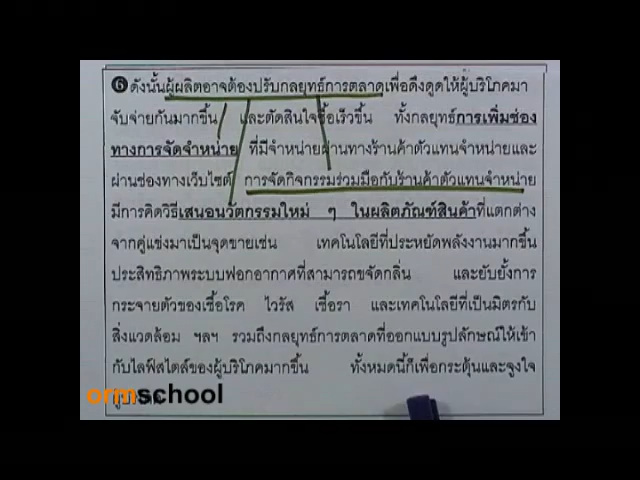 ❻ ดังนั้นผู้ผลิตอาจต้องปรับกลยุทธ์การตลาดเพื่อดึงดูดให้ผู้บริโภคมา
จับจ่ายกันมากขึ้น และตัดสินใจซื้อเร็วขึ้น ทั้งกลยุทธ์การเพิ่มช่อง
ทางการจัดจำหน่าย ที่มีจำหน่ายผ่านทางร้านค้าตัวแทนจำหน่ายและ
ผ่านช่องทางเว็บไซต์ การจัดกิจกรรมร่วมมือกับร้านค้าตัวแทนจำหน่าย
มีการคิดวิธีเสนอนวัตกรรมใหม่ ๆ ในผลิตภัณฑ์สินค้าที่แตกต่าง
จากคู่แข่งมาเป็นจุดขายเช่น เทคโนโลยีที่ประหยัดพลังงานมากขึ้น
ประสิทธิภาพระบบฟอกอากาศที่สามารถขจัดกลิ่น และยับยั้งการ
กระจายตัวของเชื้อโรค ไวรัส เชื้อรา และเทคโนโลยีที่เป็นมิตรกับ
สิ่งแวดล้อม ฯลฯ รวมถึงกลยุทธ์การตลาดที่ออกแบบรูปลักษณ์ให้เข้า
กับไลฟ์สไตล์ของผู้บริโภคมากขึ้น ทั้งหมดนี้ก็เพื่อกระตุ้นและจูงใจ
ormschool